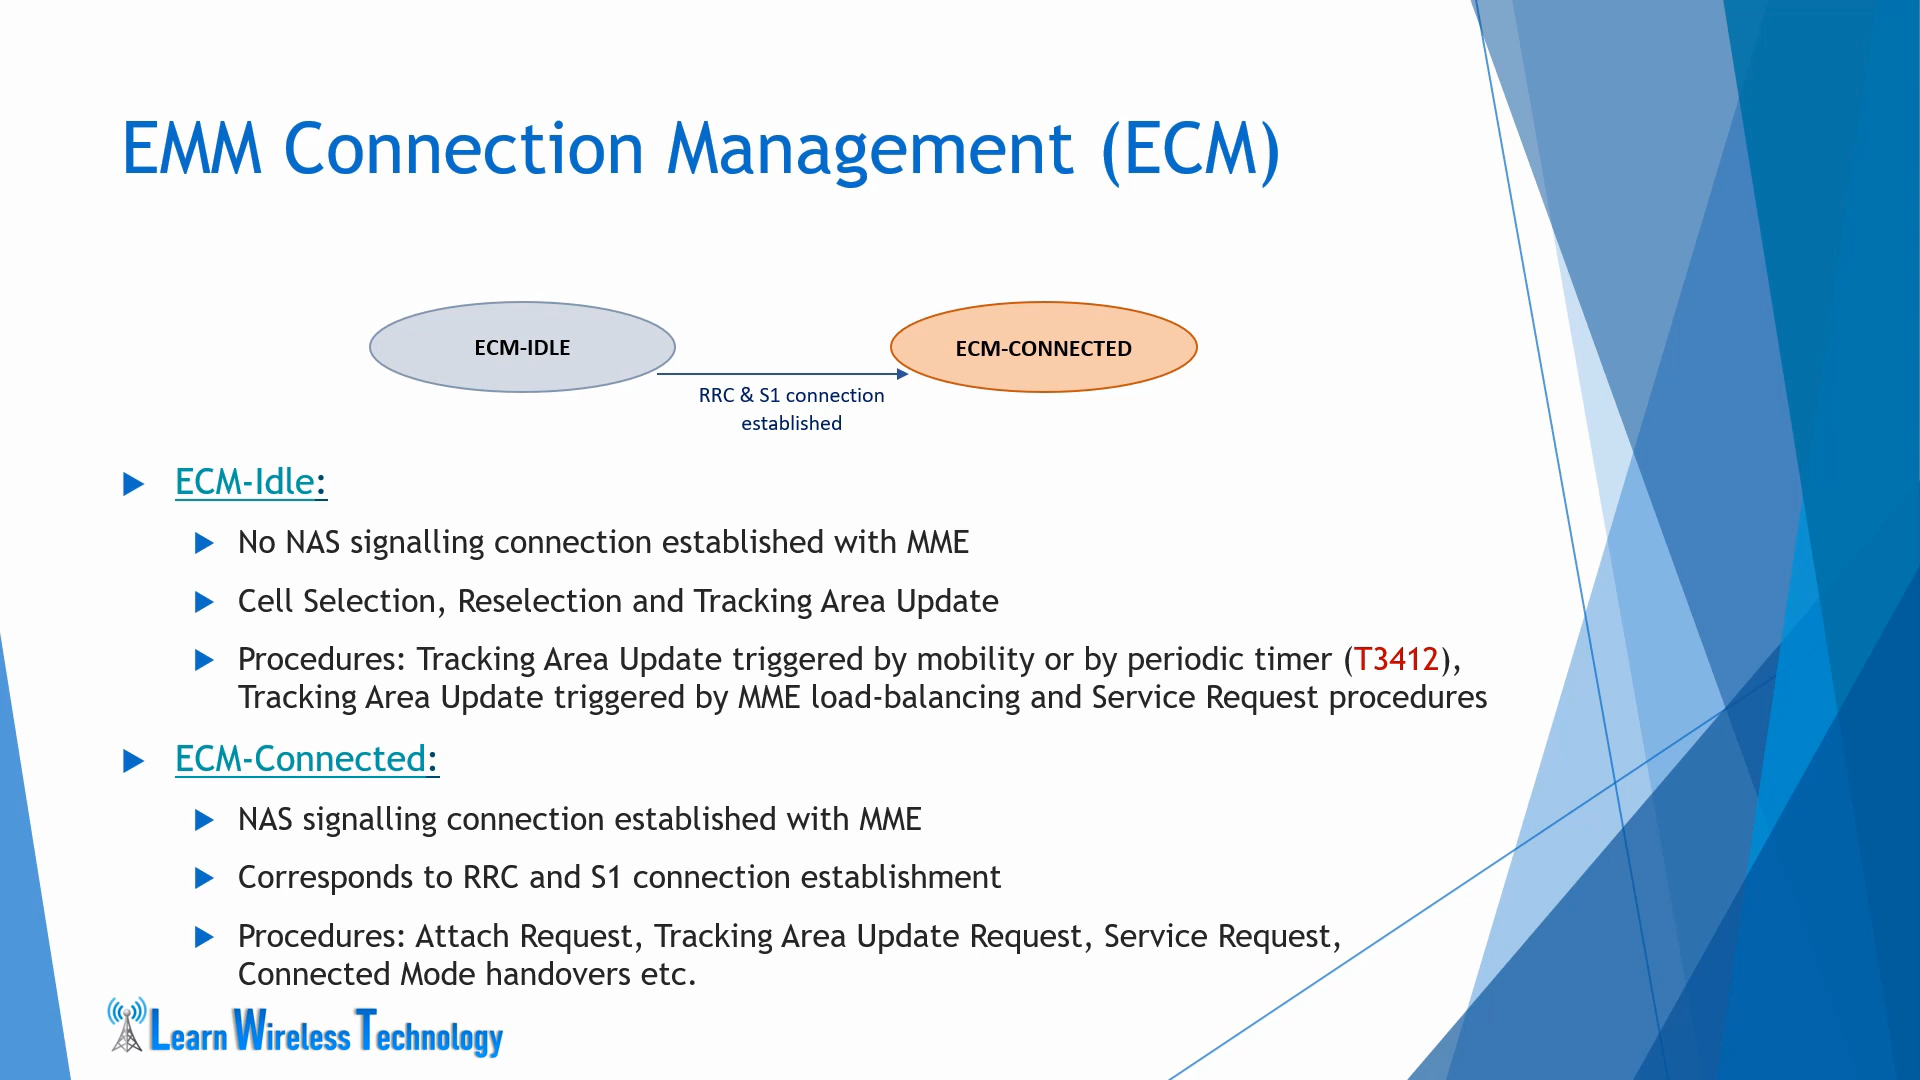 EMM Connection Management (ECM)
ECM-IDLE
ECM-CONNECTED
RRC & S1 connection
established
ECM-Idle:
No NAS signalling connection established with MME
Cell Selection, Reselection and Tracking Area Update
Procedures: Tracking Area Update triggered by mobility or by periodic timer (T3412),
Tracking Area Update triggered by MME load-balancing and Service Request procedures
ECM-Connected:
NAS signalling connection established with MME
Corresponds to RRC and S1 connection establishment
Procedures: Attach Request, Tracking Area Update Request, Service Request,
Connected Mode handovers etc.
Learn Wireless Technology